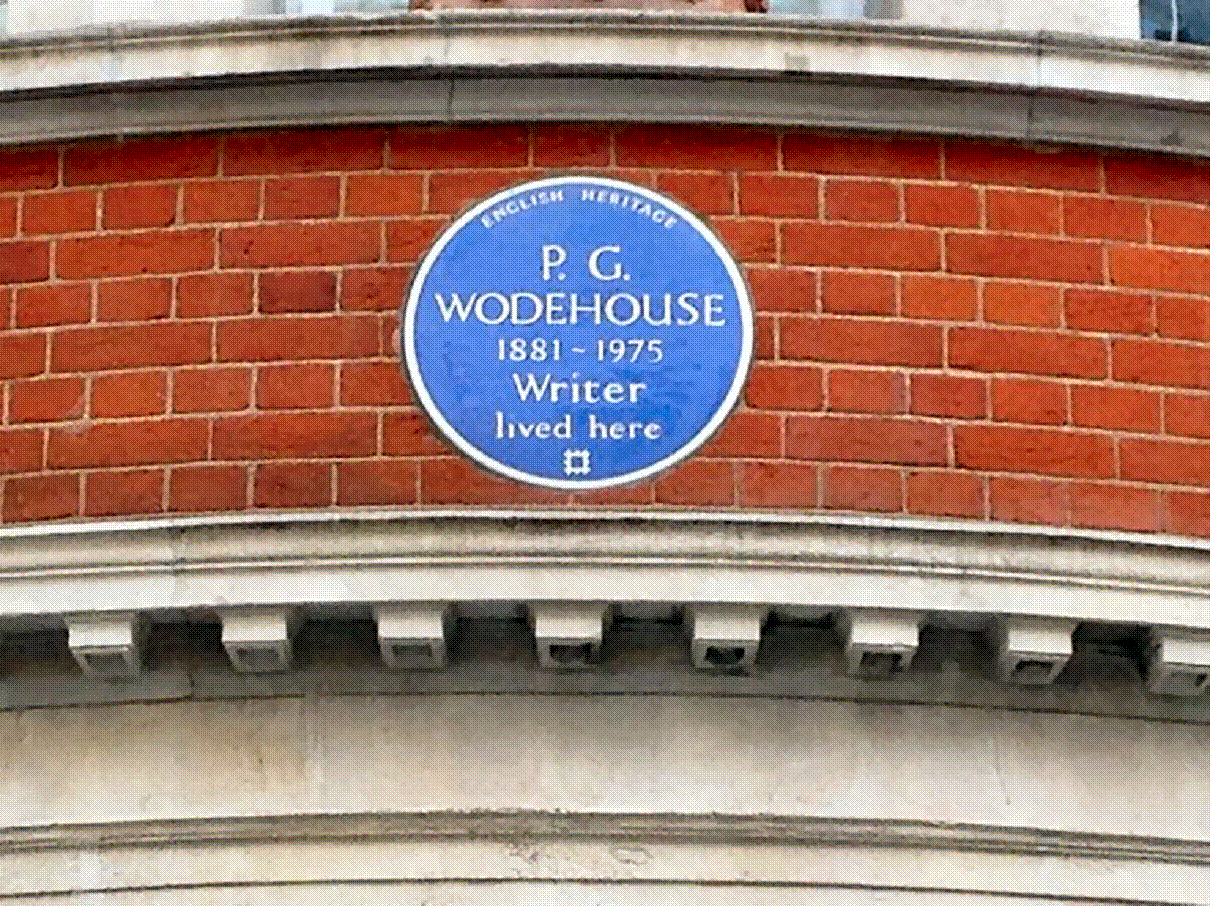 ENGLISH HERITAGE
P. G.
WODEHOUSE
1881 ~ 1975
Writer
lived here